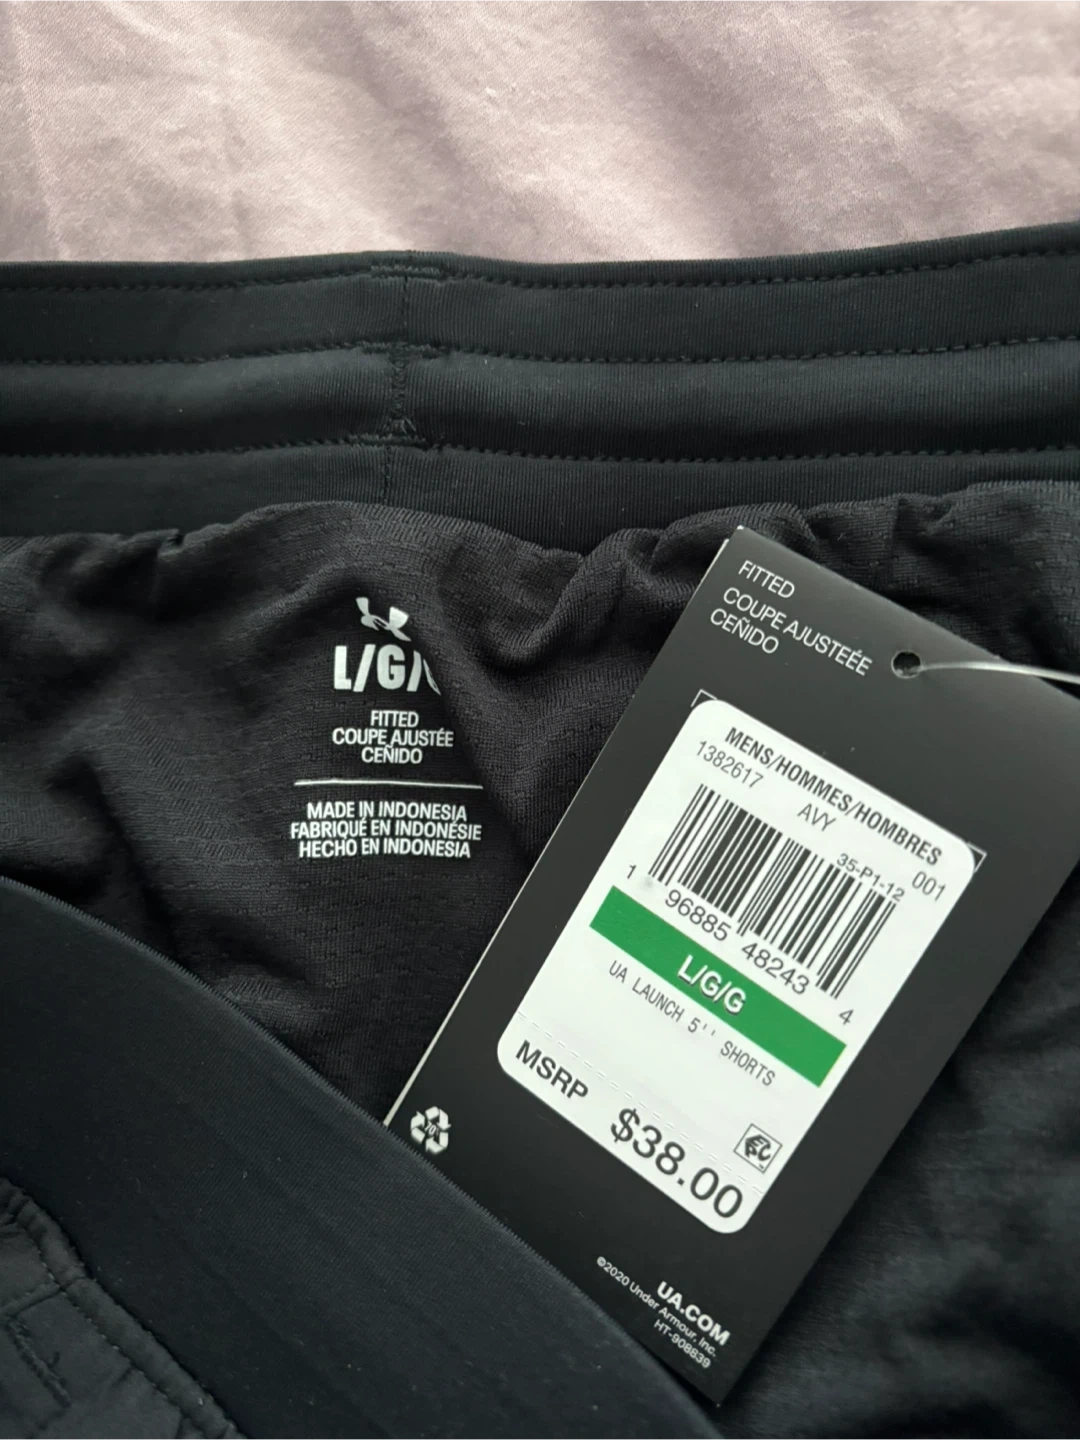 L/G/
FITTED
COUPE AJUSTÉE
CEÑIDO
MADE IN INDONESIA
FABRIQUÉ EN INDONÉSIE
HECHO EN INDONESIA
FITTED
COUPE AJUSTEÉE
CEÑIDO
MENS/HOMMES/HOMBRES
1382617 AVY 001
35-P1-12
1 96885 48243 4
L/G/G
UA LAUNCH 5'' SHORTS
MSRP
$38.00
UA.COM
©2020 Under Armour, Inc.
HT-908839